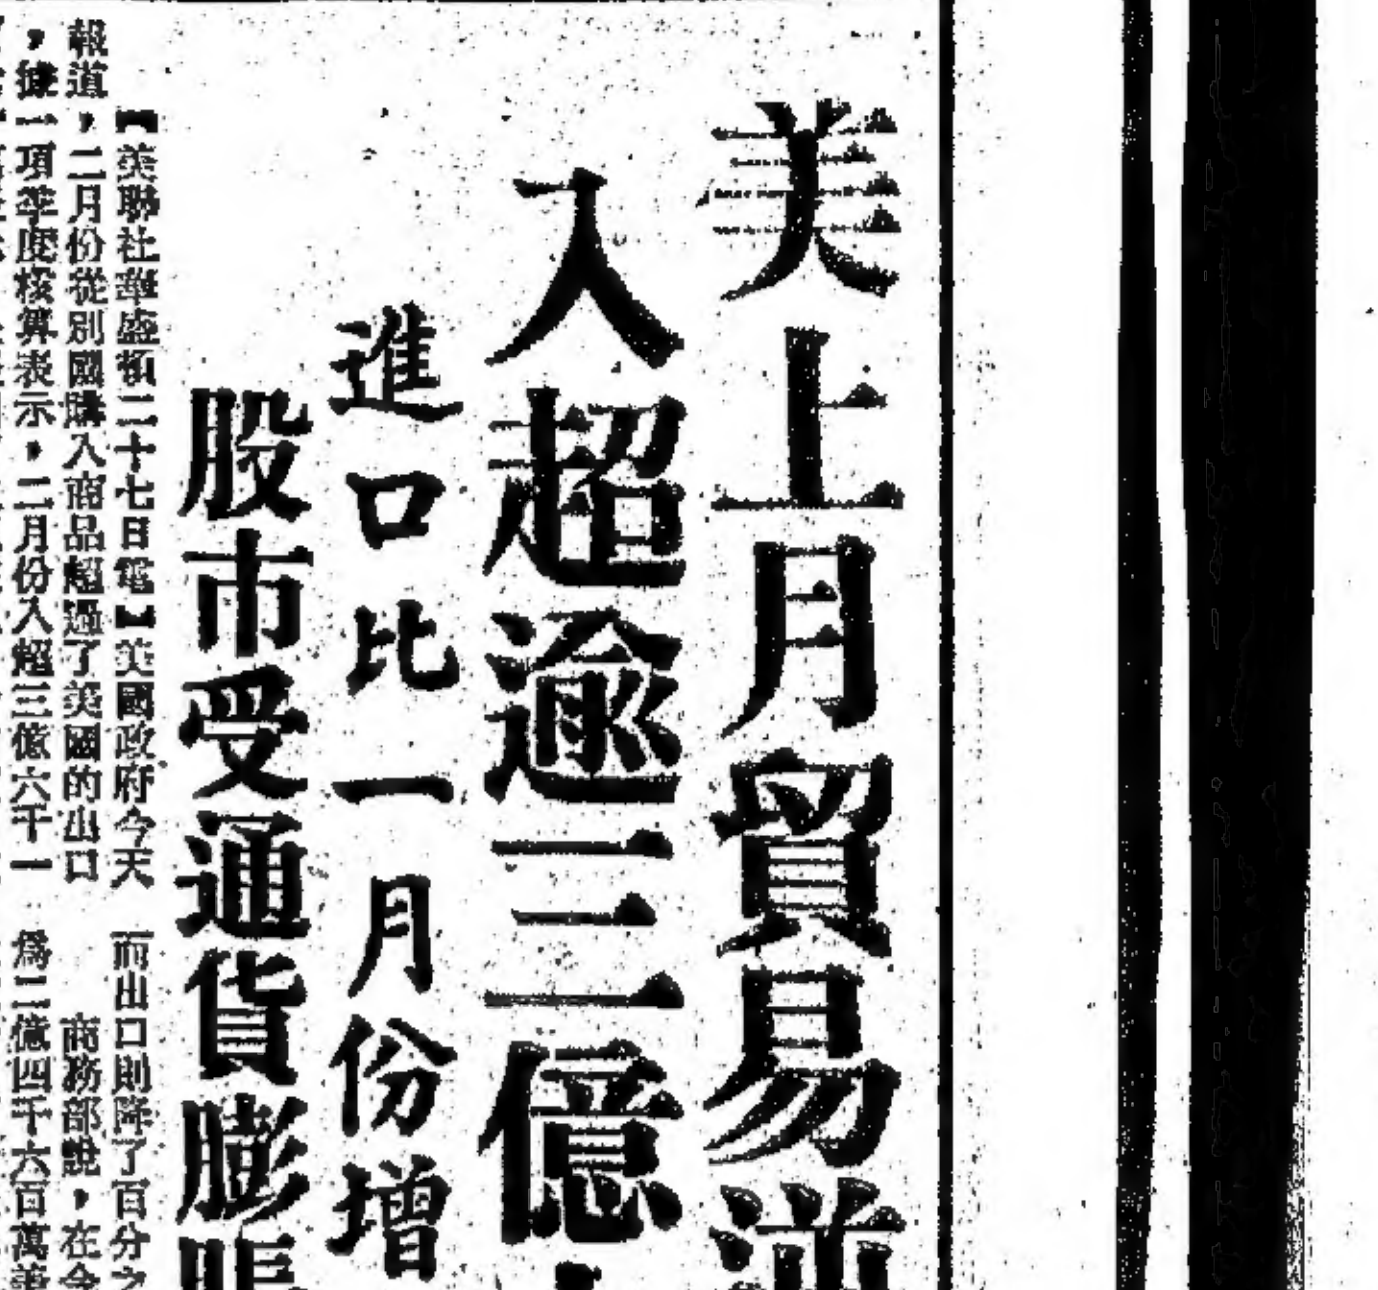 美上月貿易逆
入超逾三億
進口比一月份增
股市受通貨膨脹
【美聯社華盛頓二十七日電】美國政府今天
報道，二月份從別國購入商品超過了美國的出口
，據一項季度核算表示，二月份入超三億六千一
而出口則降了百分之
商務部說，在今
為二億四千六百萬